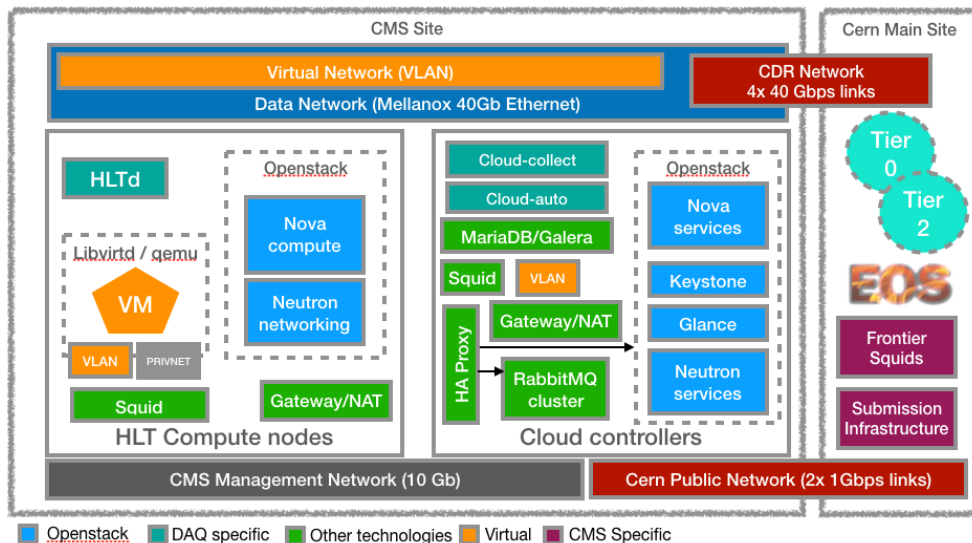 CMS Site
Cern Main Site
Virtual Network (VLAN)
Data Network (Mellanox 40Gb Ethernet)
CDR Network
4x 40 Gbps links
HLTd
Openstack
Nova
compute
Neutron
networking
Libvirtd / qemu
VM
VLAN
PRIVNET
Squid
Gateway/NAT
HLT Compute nodes
Cloud-collect
Cloud-auto
MariaDB/Galera
Squid
VLAN
Gateway/NAT
HA Proxy
RabbitMQ
cluster
Openstack
Nova
services
Keystone
Glance
Neutron
services
Cloud controllers
Tier
0
Tier
2
EOS
Frontier
Squids
Submission
Infrastructure
CMS Management Network (10 Gb)
Cern Public Network (2x 1Gbps links)
Openstack
DAQ specific
Other technologies
Virtual
CMS Specific